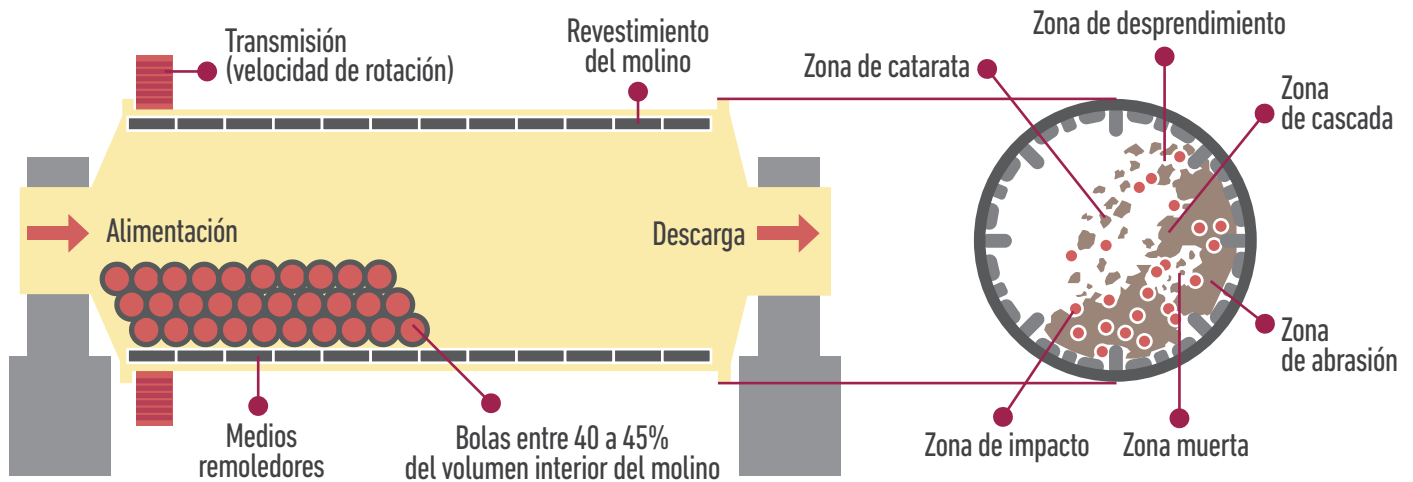 Transmisión
(velocidad de rotación)
Revestimiento
del molino
Alimentación
Descarga
Medios
remoledores
Bolas entre 40 a 45%
del volumen interior del molino
Zona de desprendimiento
Zona de catarata
Zona
de cascada
Zona
de abrasión
Zona de impacto
Zona muerta